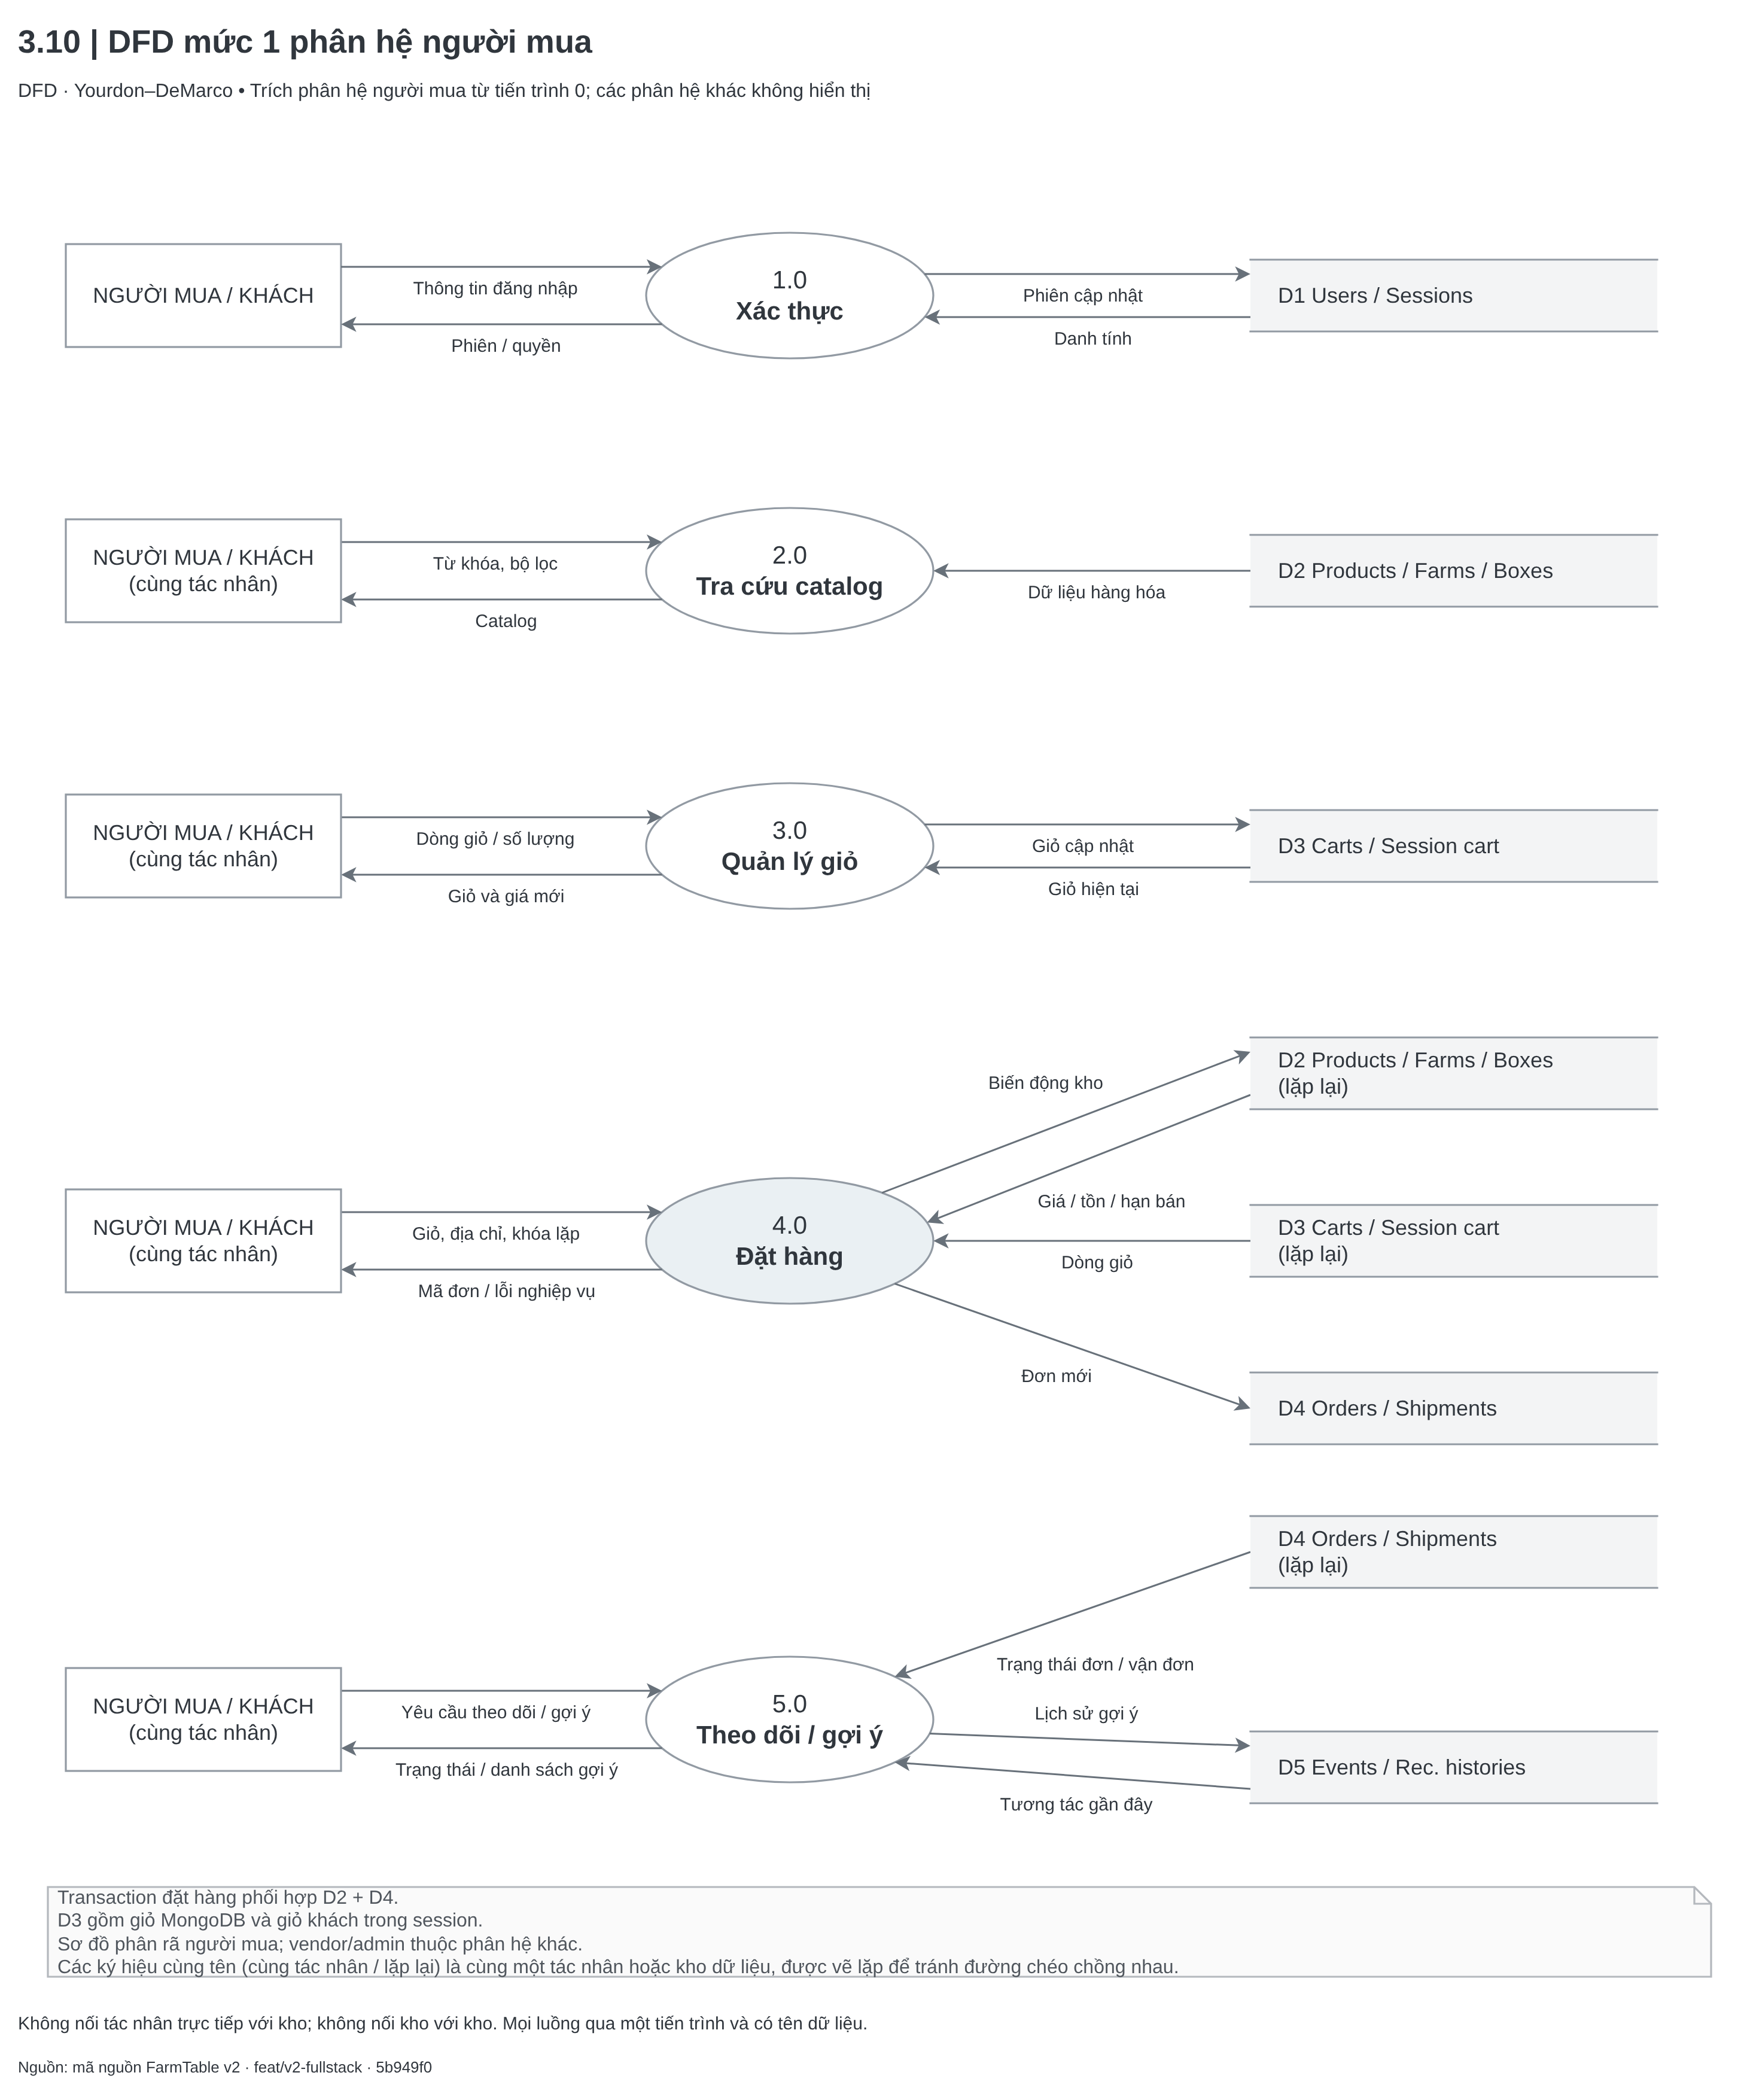 3.10 | DFD mức 1 phân hệ người mua
DFD · Yourdon–DeMarco • Trích phân hệ người mua từ tiến trình 0; các phân hệ khác không hiển thị
NGƯỜI MUA / KHÁCH
Thông tin đăng nhập
Phiên / quyền
1.0
Xác thực
Phiên cập nhật
Danh tính
D1 Users / Sessions
NGƯỜI MUA / KHÁCH
(cùng tác nhân)
Từ khóa, bộ lọc
Catalog
2.0
Tra cứu catalog
Dữ liệu hàng hóa
D2 Products / Farms / Boxes
NGƯỜI MUA / KHÁCH
(cùng tác nhân)
Dòng giỏ / số lượng
Giỏ và giá mới
3.0
Quản lý giỏ
Giỏ cập nhật
Giỏ hiện tại
D3 Carts / Session cart
NGƯỜI MUA / KHÁCH
(cùng tác nhân)
Giỏ, địa chỉ, khóa lặp
Mã đơn / lỗi nghiệp vụ
4.0
Đặt hàng
Biến động kho
Giá / tồn / hạn bán
Dòng giỏ
Đơn mới
D2 Products / Farms / Boxes
(lặp lại)
D3 Carts / Session cart
(lặp lại)
D4 Orders / Shipments
D4 Orders / Shipments
(lặp lại)
NGƯỜI MUA / KHÁCH
(cùng tác nhân)
Yêu cầu theo dõi / gợi ý
Trạng thái / danh sách gợi ý
5.0
Theo dõi / gợi ý
Trạng thái đơn / vận đơn
Lịch sử gợi ý
Tương tác gần đây
D5 Events / Rec. histories
Transaction đặt hàng phối hợp D2 + D4.
D3 gồm giỏ MongoDB và giỏ khách trong session.
Sơ đồ phân rã người mua; vendor/admin thuộc phân hệ khác.
Các ký hiệu cùng tên (cùng tác nhân / lặp lại) là cùng một tác nhân hoặc kho dữ liệu, được vẽ lặp để tránh đường chéo chồng nhau.
Không nối tác nhân trực tiếp với kho; không nối kho với kho. Mọi luồng qua một tiến trình và có tên dữ liệu.
Nguồn: mã nguồn FarmTable v2 · feat/v2-fullstack · 5b949f0